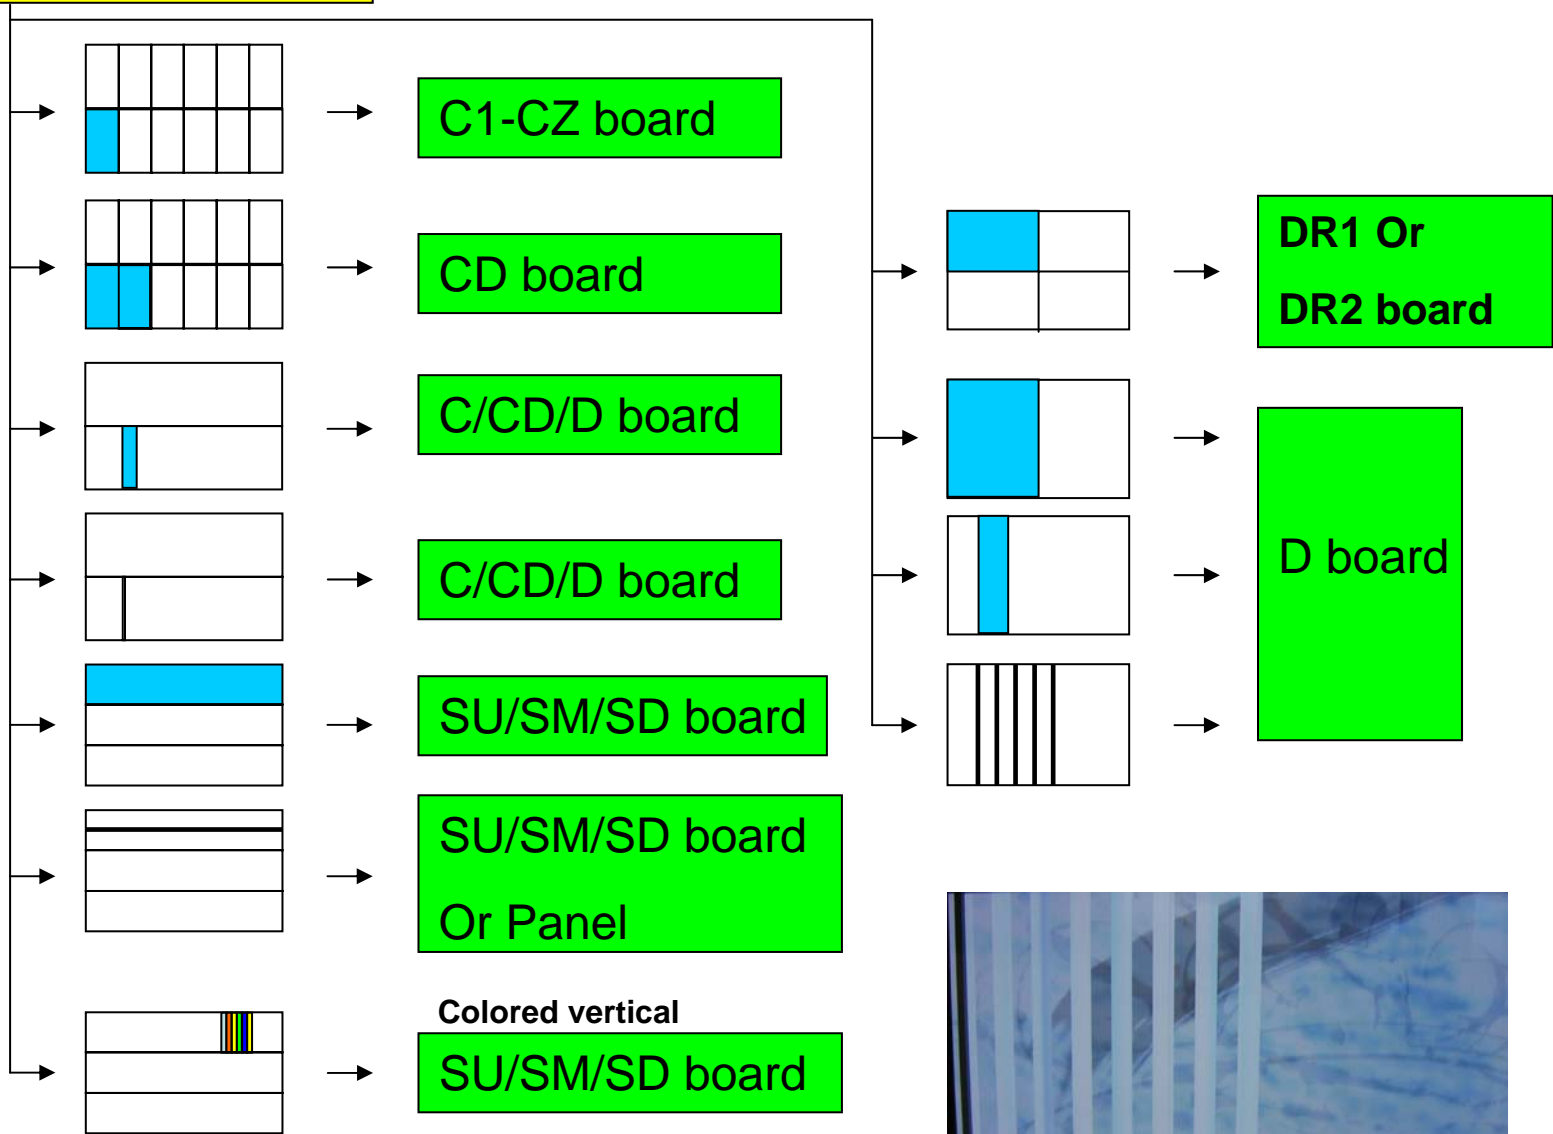 C1-CZ board
CD board
C/CD/D board
C/CD/D board
SU/SM/SD board
SU/SM/SD board
Or Panel
Colored vertical
SU/SM/SD board
DR1 Or
DR2 board
D board